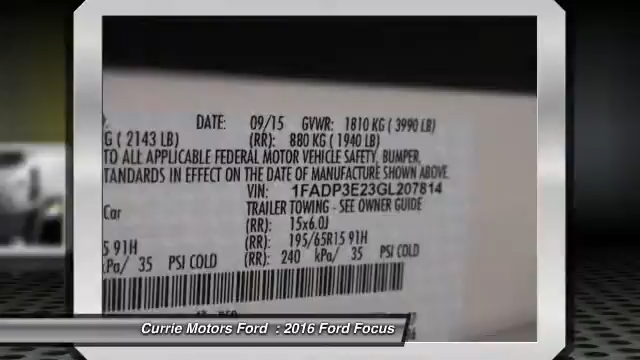 DATE: 09/15 GVWR: 1810 KG ( 3990 LB)
G ( 2143 LB) (RR): 880 KG ( 1940 LB)
TO ALL APPLICABLE FEDERAL MOTOR VEHICLE SAFETY, BUMPER,
TANDARDS IN EFFECT ON THE DATE OF MANUFACTURE SHOWN ABOVE.
VIN: 1FADP3E23GL207814
Car TRAILER TOWING - SEE OWNER GUIDE
(RR): 15x6.0J
5 91H (RR): 195/65R15 91H
kPa/ 35 PSI COLD (RR): 240 kPa/ 35 PSI COLD
Currie Motors Ford : 2016 Ford Focus